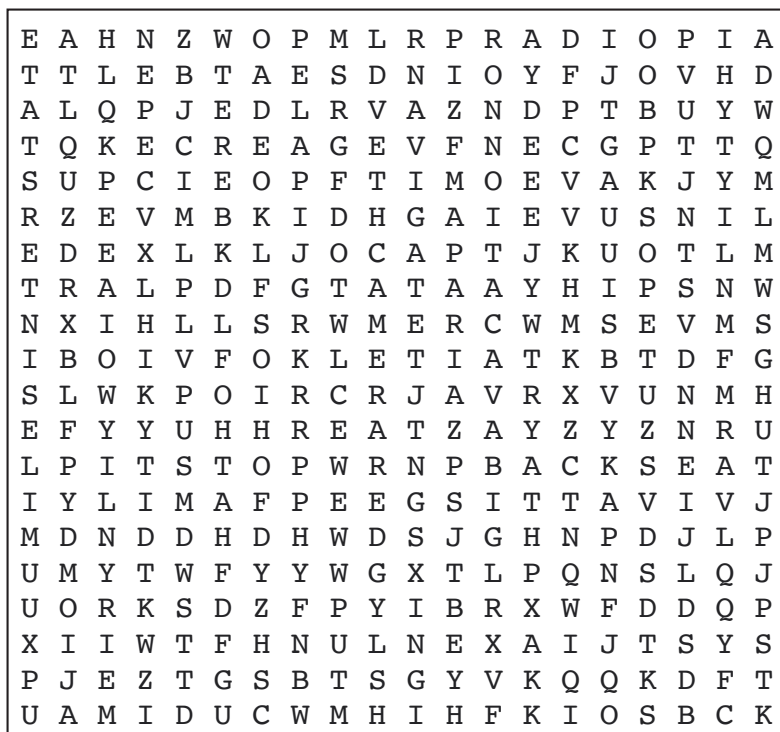 E A H N Z W O P M L R P R A D I O P I A
T T L E B T A E S D N I O Y F J O V H D
A L Q P J E D L R V A Z N D P T B U Y W
T Q K E C R E A G E V F N E C G P T T Q
S U P C I E O P F T I M O E V A K J Y M
R Z E V M B K I D H G A I E V U S N I L
E D E X L K L J O C A P T J K U O T L M
T R A L P D F G T A T A A Y H I P S N W
N X I H L L S R W M E R C W M S E V M S
I B O I V F O K L E T I A T K B T D F G
S L W K P O I R C R J A V R X V U N M H
E F Y Y U H H R E A T Z A Y Z Y Z N R U
L P I T S T O P W R N P B A C K S E A T
I Y L I M A F P E E G S I T T A V I V J
M D N D D H D H W D S J G H N P D J L P
U M Y T W F Y Y W G X T L P Q N S L Q J
U O R K S D Z F P Y I B R X W F D D Q P
X I I W T F H N U L N E X A I J T S Y S
P J E Z T G S B T S G Y V K Q Q K D F T
U A M I D U C W M H I H F K I O S B C K